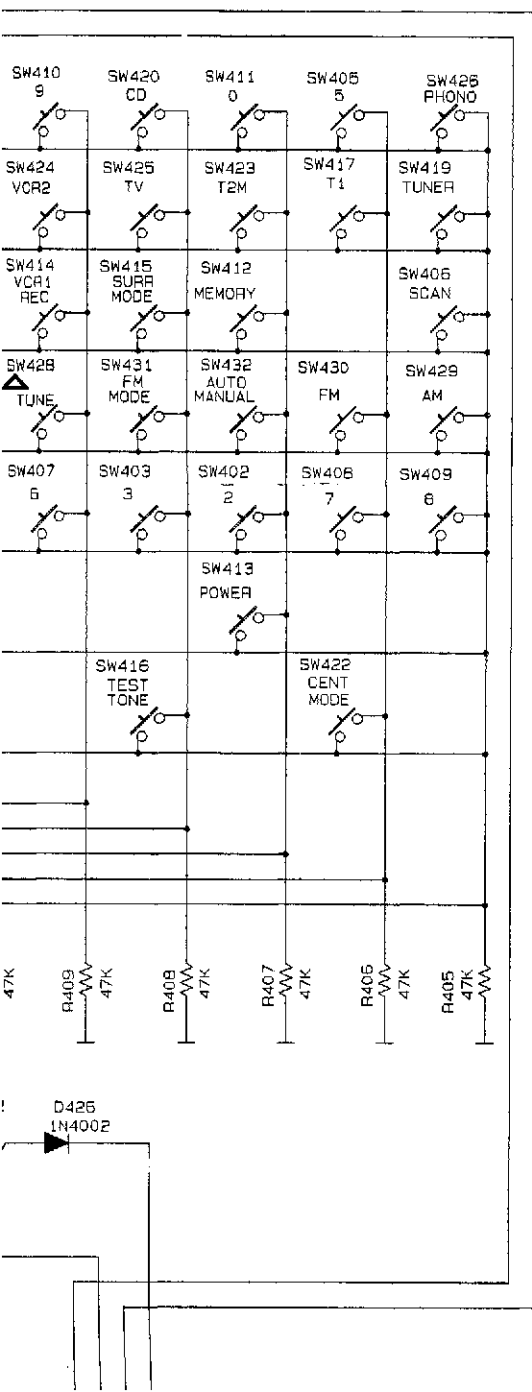 SW410 SW420 SW411 SW405 SW426
9 CD 0 5 PHONO
SW424 SW425 SW423 SW417 SW419
VCR2 TV T2M T1 TUNER
SW414 SW415 SW412 SW406
VCR1 SURR MEMORY SCAN
REC MODE
SW428 SW431 SW432 SW430 SW429
TUNE FM AUTO FM AM
MODE MANUAL
SW407 SW403 SW402 SW408 SW409
6 3 2 7 8
SW413
POWER
SW416 SW422
TEST CENT
TONE MODE
47K R409 47K R408 47K R407 47K R406 47K R405 47K
D426
1N4002